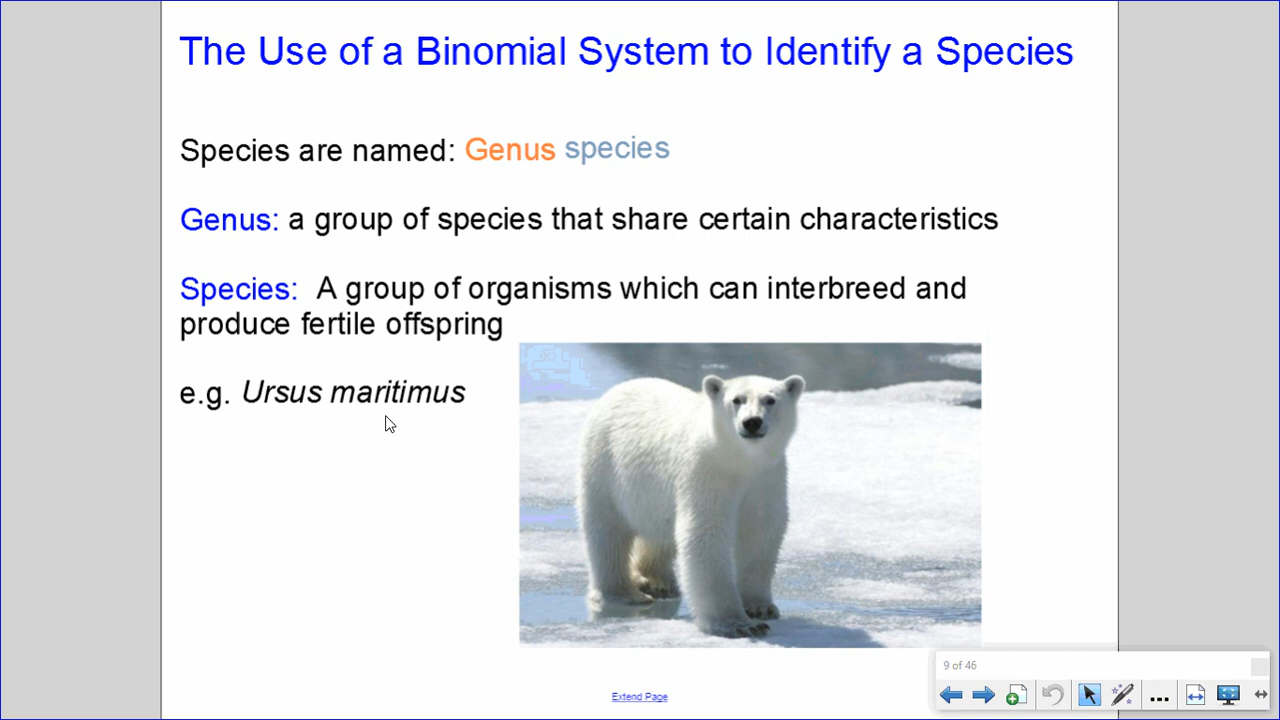 The Use of a Binomial System to Identify a Species
Species are named: Genus species
Genus: a group of species that share certain characteristics
Species: A group of organisms which can interbreed and
produce fertile offspring
e.g. Ursus maritimus
9 of 46
Extend Page